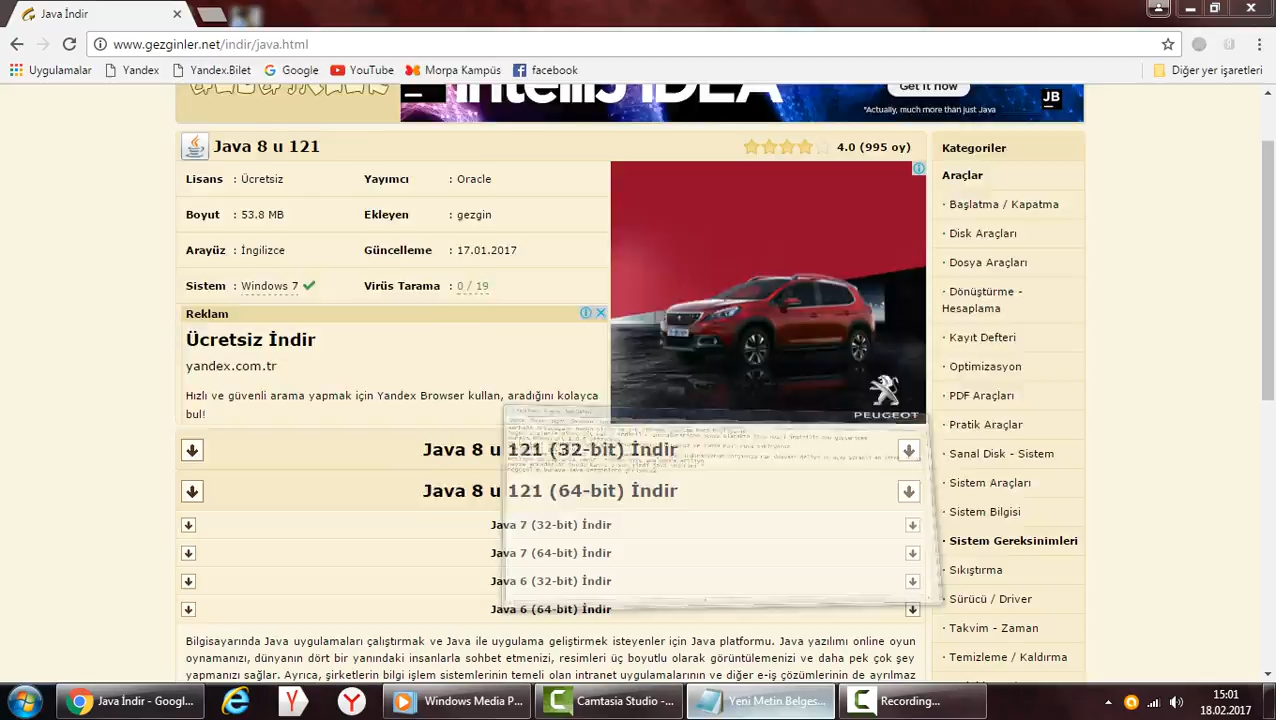 Java İndir
www.gezginler.net/indir/java.html
Uygulamalar Yandex Yandex.Bilet Google YouTube Morpa Kampüs facebook Diğer yer işaretleri
IntelliJ IDEA
Get it now
*Actually, much more than just Java
JB
Java 8 u 121
4.0 (995 oy)
Lisans : Ücretsiz Yayımcı : Oracle
Boyut : 53.8 MB Ekleyen : gezgin
Arayüz : İngilizce Güncelleme : 17.01.2017
Sistem : Windows 7 Virüs Tarama : 0 / 19
Reklam
Ücretsiz İndir
yandex.com.tr
Hızlı ve güvenli arama yapmak için Yandex Browser kullan, aradığını kolayca
bul!
PEUGEOT
Java 8 u 121 (32-bit) İndir
Java 8 u 121 (64-bit) İndir
Java 7 (32-bit) İndir
Java 7 (64-bit) İndir
Java 6 (32-bit) İndir
Java 6 (64-bit) İndir
Bilgisayarında Java uygulamaları çalıştırmak ve Java ile uygulama geliştirmek isteyenler için Java platformu. Java yazılımı online oyun
oynamanızı, dünyanın dört bir yanındaki insanlarla sohbet etmenizi, resimleri üç boyutlu olarak görüntülemenizi ve daha pek çok şey
yapmanızı sağlar. Ayrıca, şirketlerin bilgi işlem sistemlerinin temeli olan intranet uygulamalarının ve diğer e-iş çözümlerinin de ayrılmaz
Kategoriler
Araçlar
· Başlatma / Kapatma
· Disk Araçları
· Dosya Araçları
· Dönüştürme -
Hesaplama
· Kayıt Defteri
· Optimizasyon
· PDF Araçları
· Pratik Araçlar
· Sanal Disk - Sistem
· Sistem Araçları
· Sistem Bilgisi
· Sistem Gereksinimleri
· Sıkıştırma
· Sürücü / Driver
· Takvim - Zaman
· Temizleme / Kaldırma
Java İndir - Googl... Windows Media P... Camtasia Studio -... Yeni Metin Belges... Recording...
15:01
18.02.2017